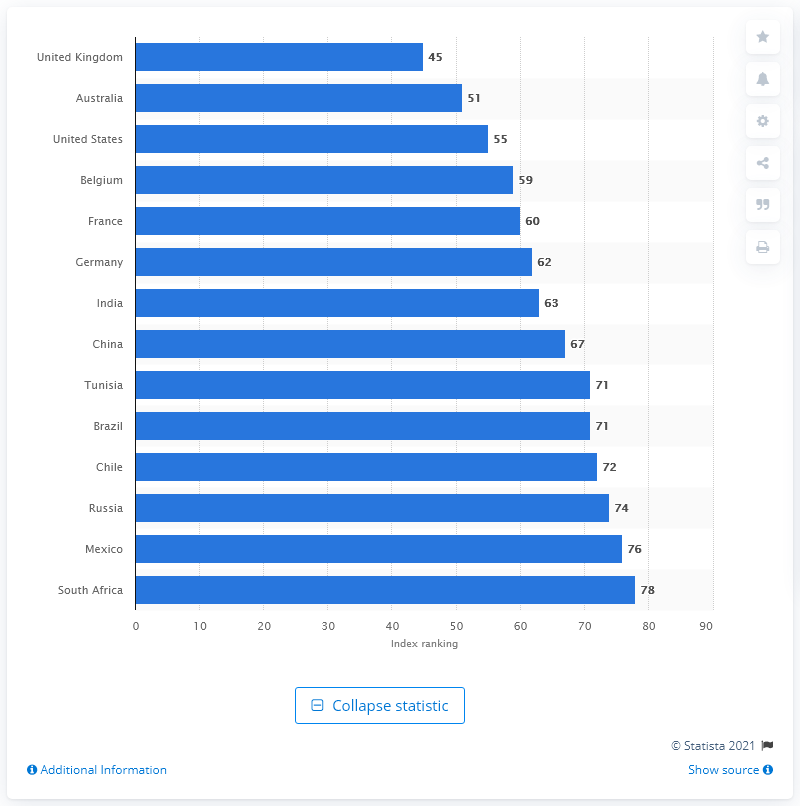 United Kingdom 45
Australia 51
United States 55
Belgium 59
France 60
Germany 62
India 63
China 67
Tunisia 71
Brazil 71
Chile 72
Russia 74
Mexico 76
South Africa 78
0 10 20 30 40 50 60 70 80 90
Index ranking
Collapse statistic
© Statista 2021
Additional Information Show source